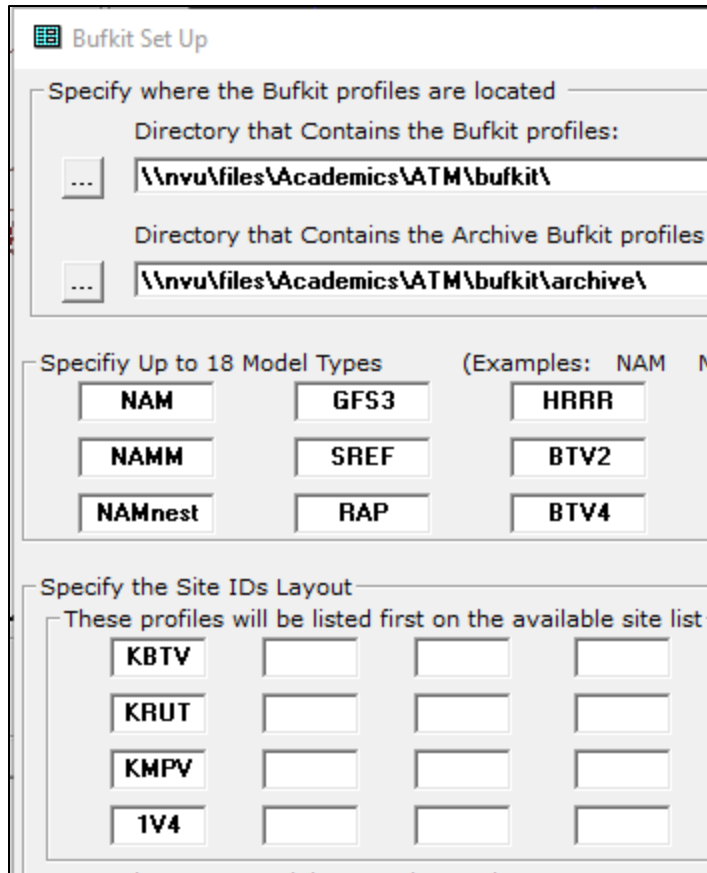 Bufkit Set Up
Specify where the Bufkit profiles are located
Directory that Contains the Bufkit profiles:
... \\nvu\files\Academics\ATM\bufkit\
Directory that Contains the Archive Bufkit profiles
... \\nvu\files\Academics\ATM\bufkit\archive\
Specifiy Up to 18 Model Types (Examples: NAM
NAM GFS3 HRRR
NAMM SREF BTV2
NAMnest RAP BTV4
Specify the Site IDs Layout
These profiles will be listed first on the available site list
KBTV
KRUT
KMPV
1V4